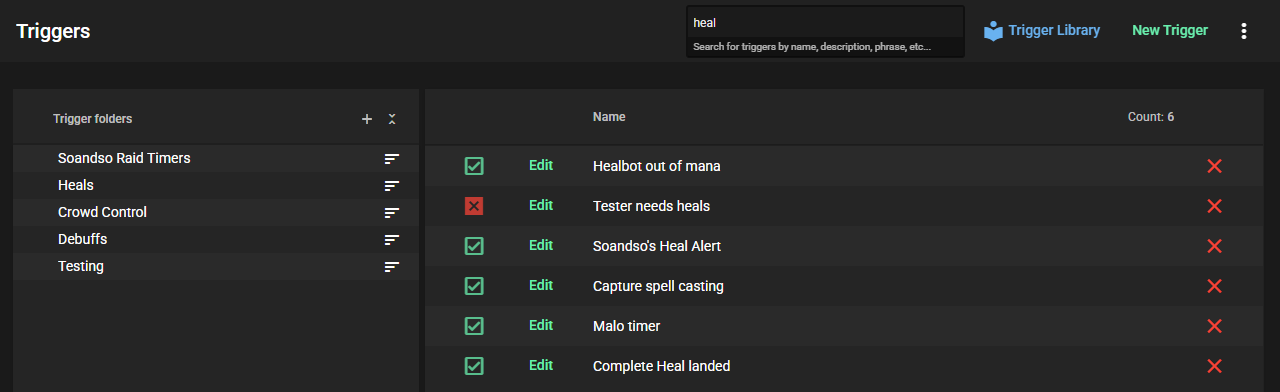 Triggers
heal
Search for triggers by name, description, phrase, etc...
Trigger Library
New Trigger
Trigger folders
Soandso Raid Timers
Heals
Crowd Control
Debuffs
Testing
Name
Count: 6
Edit
Healbot out of mana
Edit
Tester needs heals
Edit
Soandso's Heal Alert
Edit
Capture spell casting
Edit
Malo timer
Edit
Complete Heal landed